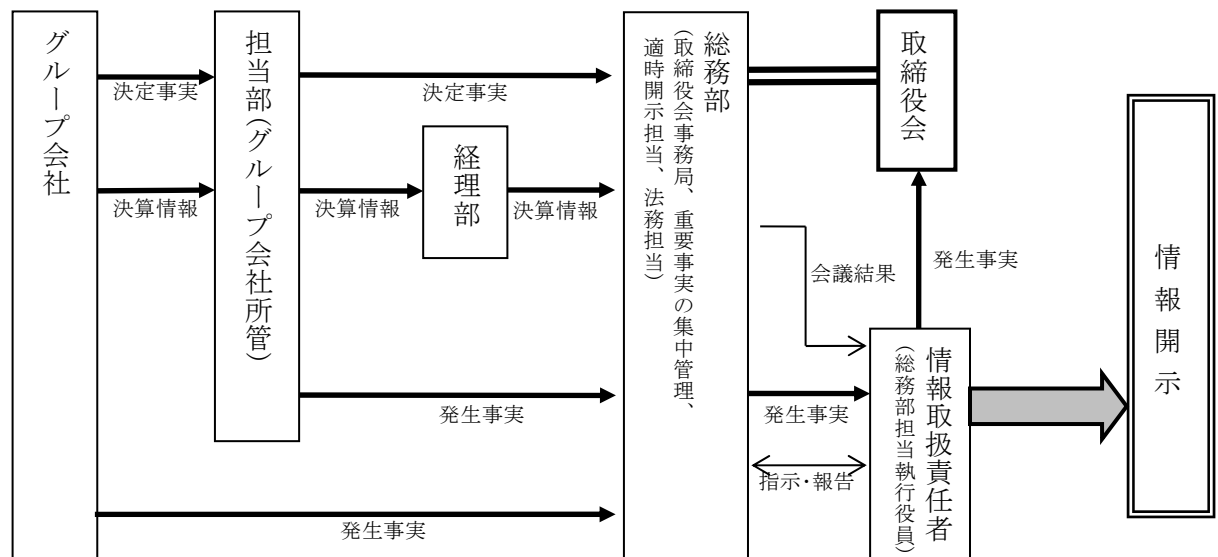 グループ会社
決定事実
決算情報
担当部(グループ会社所管)
決定事実
決算情報
経理部
決算情報
発生事実
発生事実
総務部
(取締役会事務局、重要事実の集中管理、
適時開示担当、法務担当)
取締役会
発生事実
会議結果
発生事実
指示・報告
情報取扱責任者
(総務部担当執行役員)
情報開示